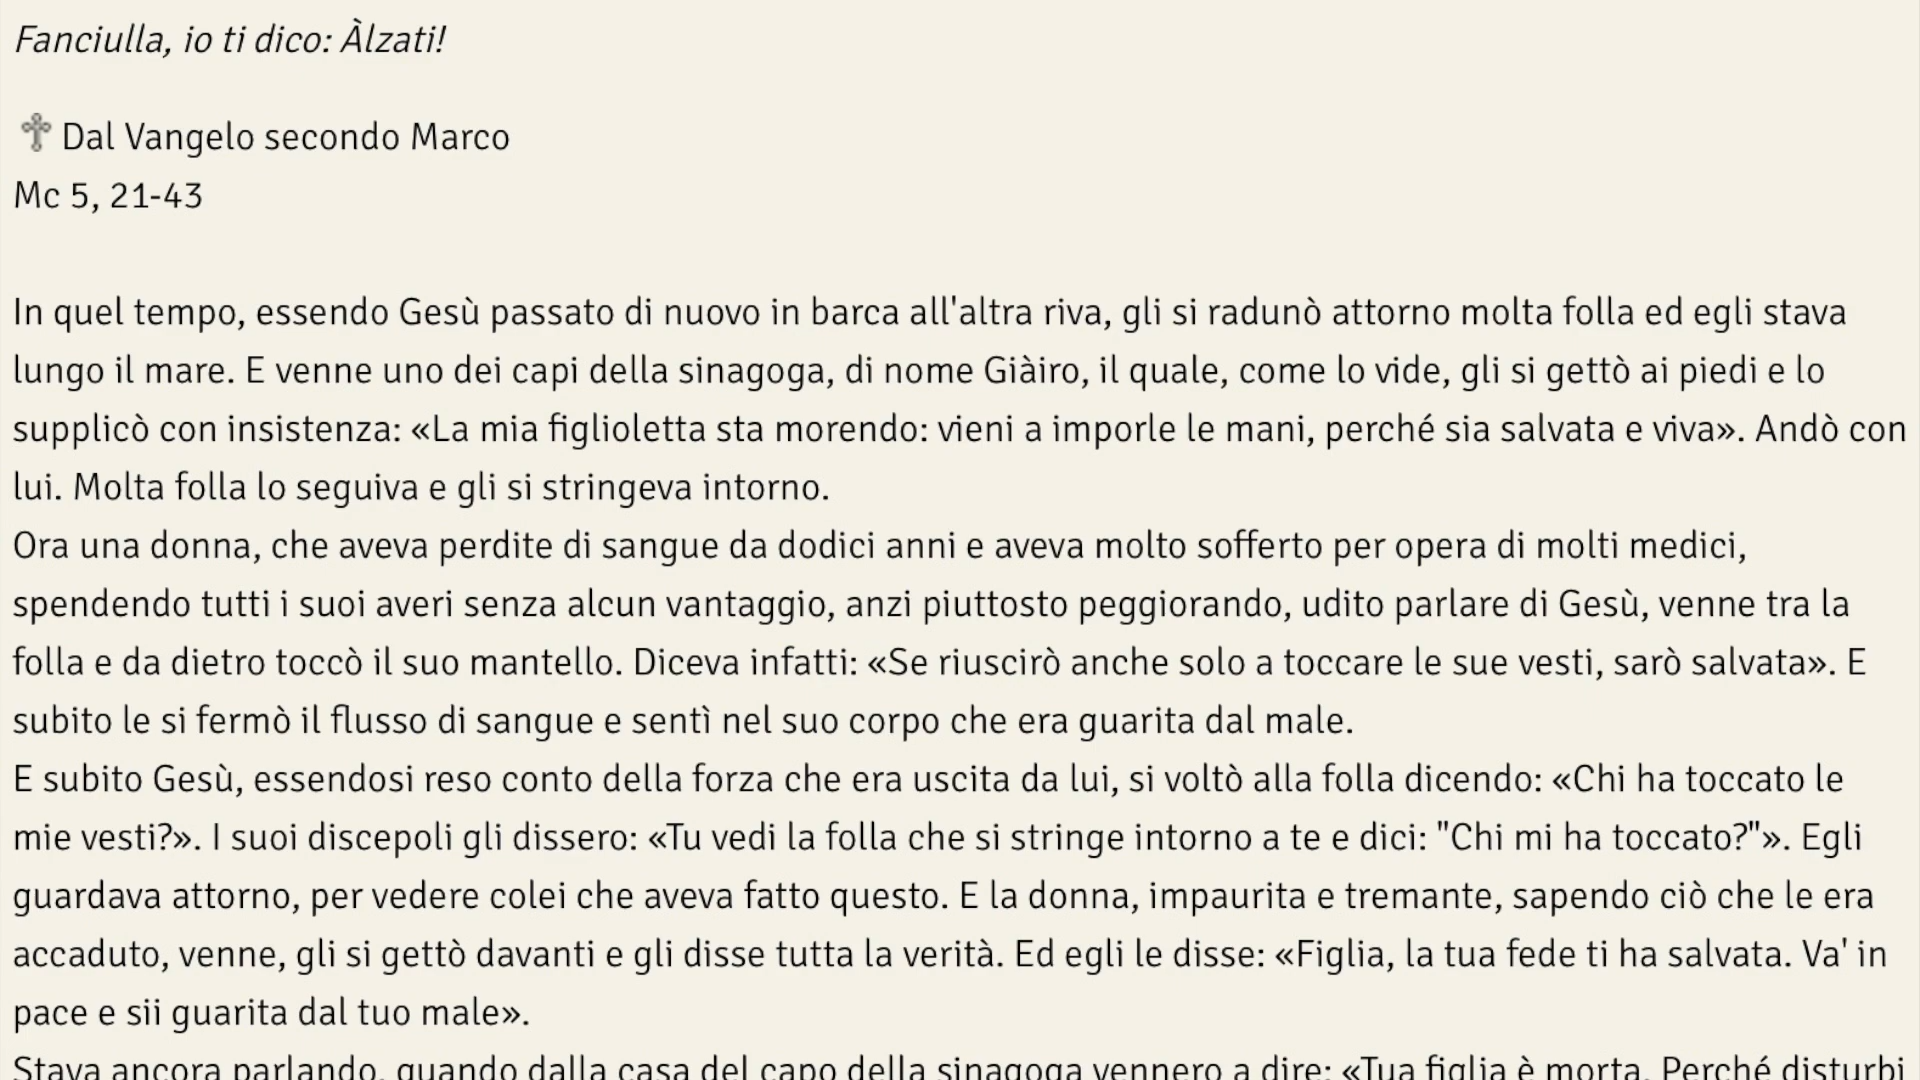 Fanciulla, io ti dico: Àlzati!
Dal Vangelo secondo Marco
Mc 5, 21-43
In quel tempo, essendo Gesù passato di nuovo in barca all'altra riva, gli si radunò attorno molta folla ed egli stava
lungo il mare. E venne uno dei capi della sinagoga, di nome Giàiro, il quale, come lo vide, gli si gettò ai piedi e lo
supplicò con insistenza: «La mia figlioletta sta morendo: vieni a imporle le mani, perché sia salvata e viva». Andò con
lui. Molta folla lo seguiva e gli si stringeva intorno.
Ora una donna, che aveva perdite di sangue da dodici anni e aveva molto sofferto per opera di molti medici,
spendendo tutti i suoi averi senza alcun vantaggio, anzi piuttosto peggiorando, udito parlare di Gesù, venne tra la
folla e da dietro toccò il suo mantello. Diceva infatti: «Se riuscirò anche solo a toccare le sue vesti, sarò salvata». E
subito le si fermò il flusso di sangue e sentì nel suo corpo che era guarita dal male.
E subito Gesù, essendosi reso conto della forza che era uscita da lui, si voltò alla folla dicendo: «Chi ha toccato le
mie vesti?». I suoi discepoli gli dissero: «Tu vedi la folla che si stringe intorno a te e dici: "Chi mi ha toccato?"». Egli
guardava attorno, per vedere colei che aveva fatto questo. E la donna, impaurita e tremante, sapendo ciò che le era
accaduto, venne, gli si gettò davanti e gli disse tutta la verità. Ed egli le disse: «Figlia, la tua fede ti ha salvata. Va' in
pace e sii guarita dal tuo male».
Stava ancora parlando, quando dalla casa del capo della sinagoga vennero a dire: «Tua figlia è morta. Perché disturbi